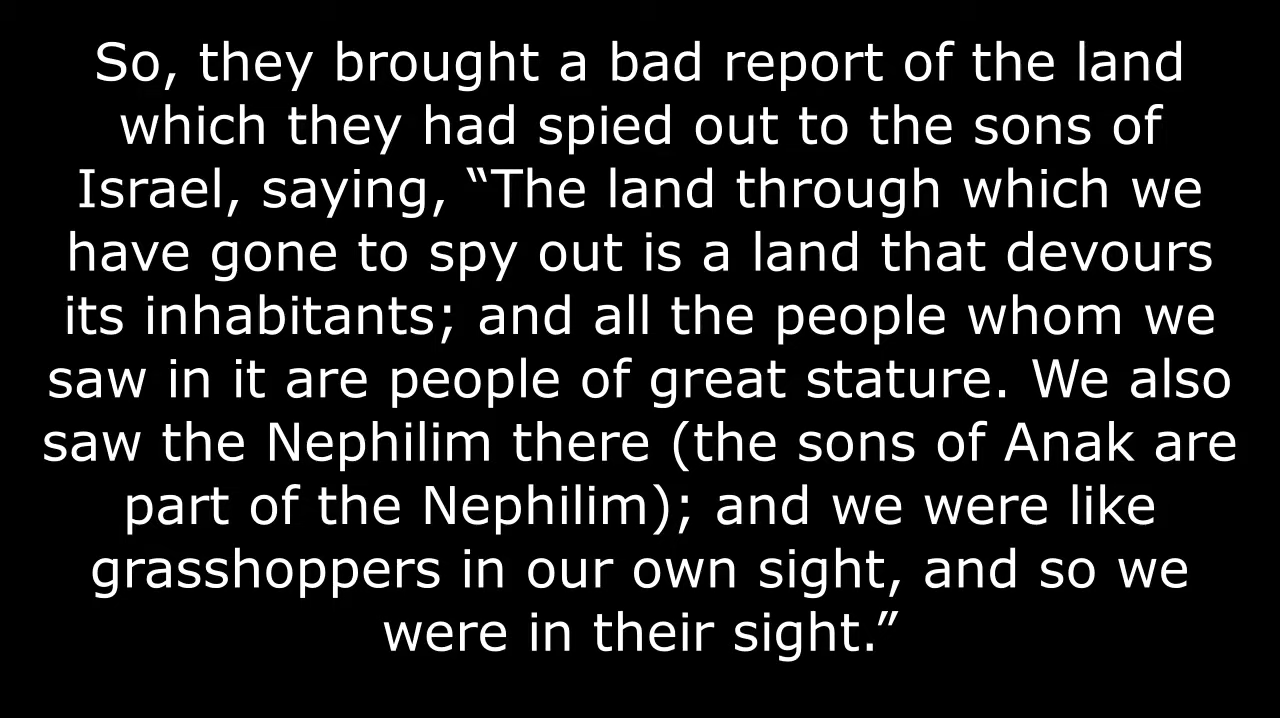 So, they brought a bad report of the land
which they had spied out to the sons of
Israel, saying, “The land through which we
have gone to spy out is a land that devours
its inhabitants; and all the people whom we
saw in it are people of great stature. We also
saw the Nephilim there (the sons of Anak are
part of the Nephilim); and we were like
grasshoppers in our own sight, and so we
were in their sight.”